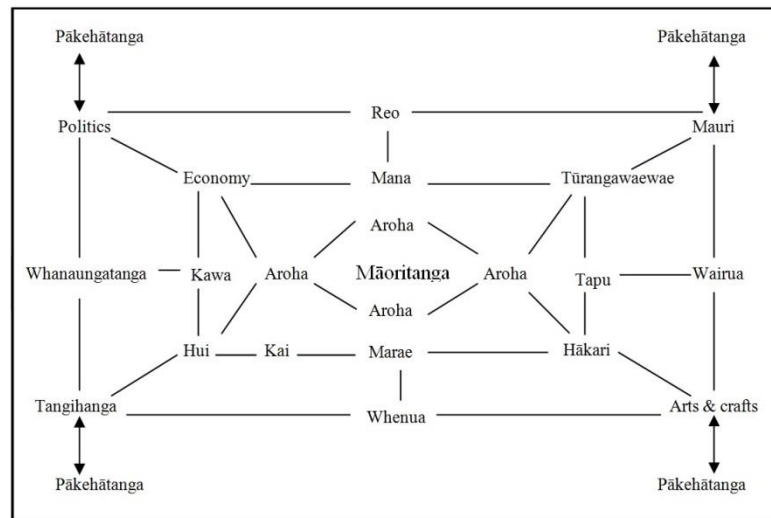 Pākehātanga Pākehātanga
Reo
Politics Mauri
Economy Mana Tūrangawaewae
Aroha
Whanaungatanga Kawa Aroha Māoritanga Aroha Tapu Wairua
Aroha
Hui Kai Marae Hākari
Tangihanga Whenua Arts & crafts
Pākehātanga Pākehātanga